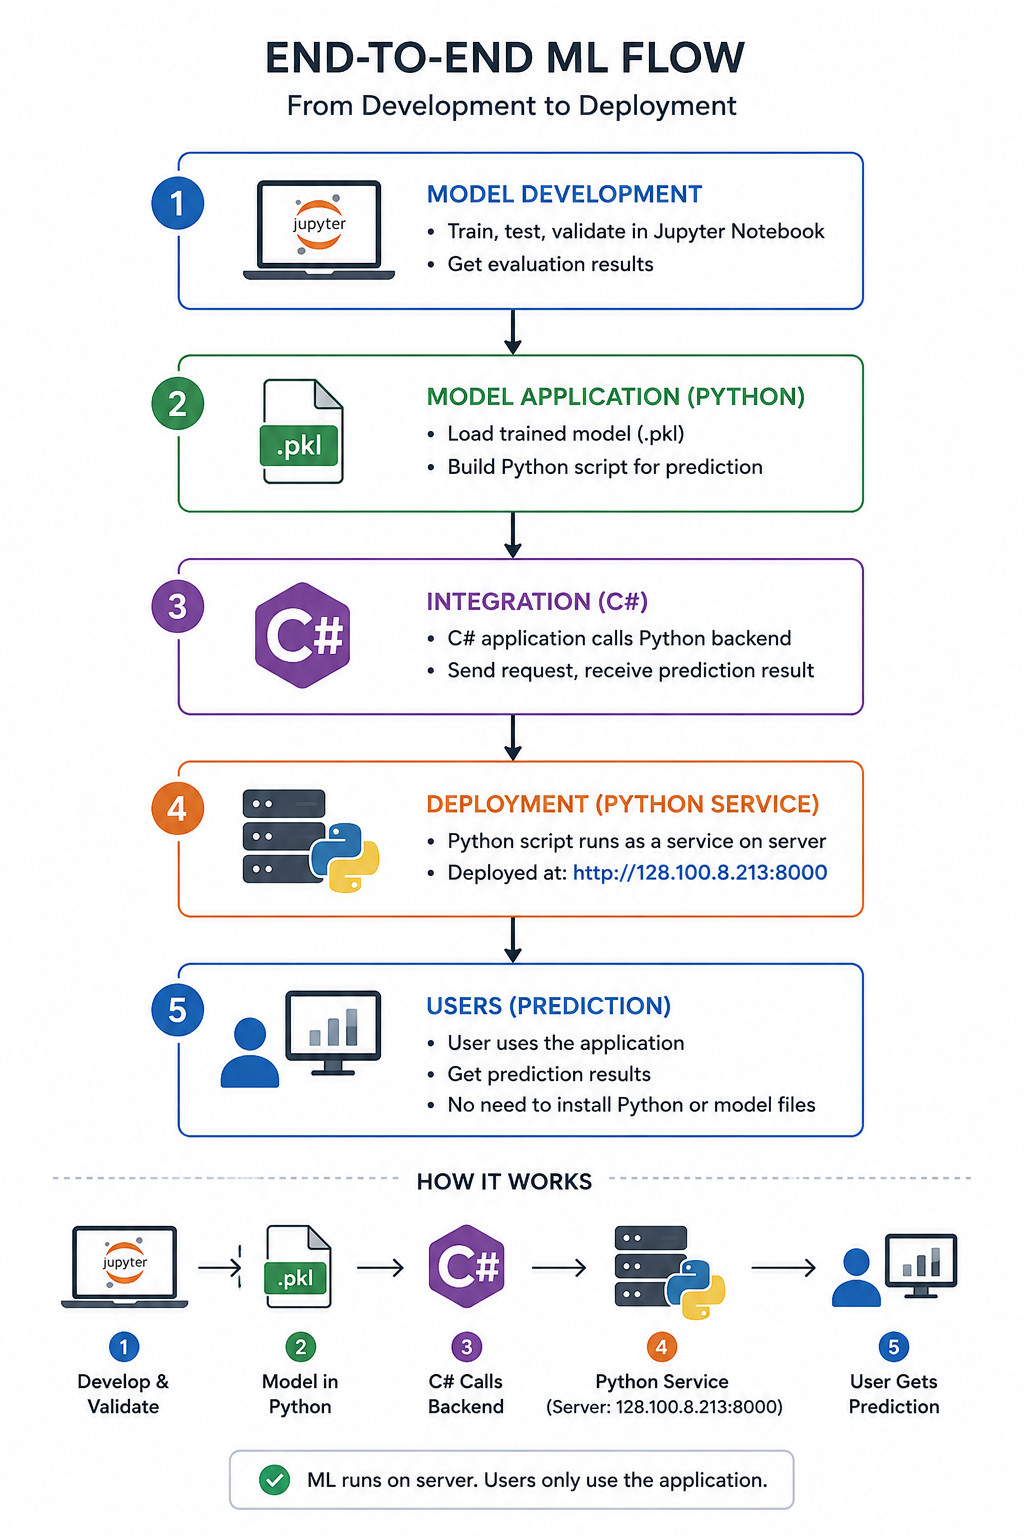 END-TO-END ML FLOW
From Development to Deployment
1
jupyter
MODEL DEVELOPMENT
• Train, test, validate in Jupyter Notebook
• Get evaluation results
2
.pkl
MODEL APPLICATION (PYTHON)
• Load trained model (.pkl)
• Build Python script for prediction
3
C#
INTEGRATION (C#)
• C# application calls Python backend
• Send request, receive prediction result
4
DEPLOYMENT (PYTHON SERVICE)
• Python script runs as a service on server
• Deployed at: http://128.100.8.213:8000
5
USERS (PREDICTION)
• User uses the application
• Get prediction results
• No need to install Python or model files
HOW IT WORKS
jupyter
.pkl
C#
1
Develop &
Validate
2
Model in
Python
3
C# Calls
Backend
4
Python Service
(Server: 128.100.8.213:8000)
5
User Gets
Prediction
ML runs on server. Users only use the application.